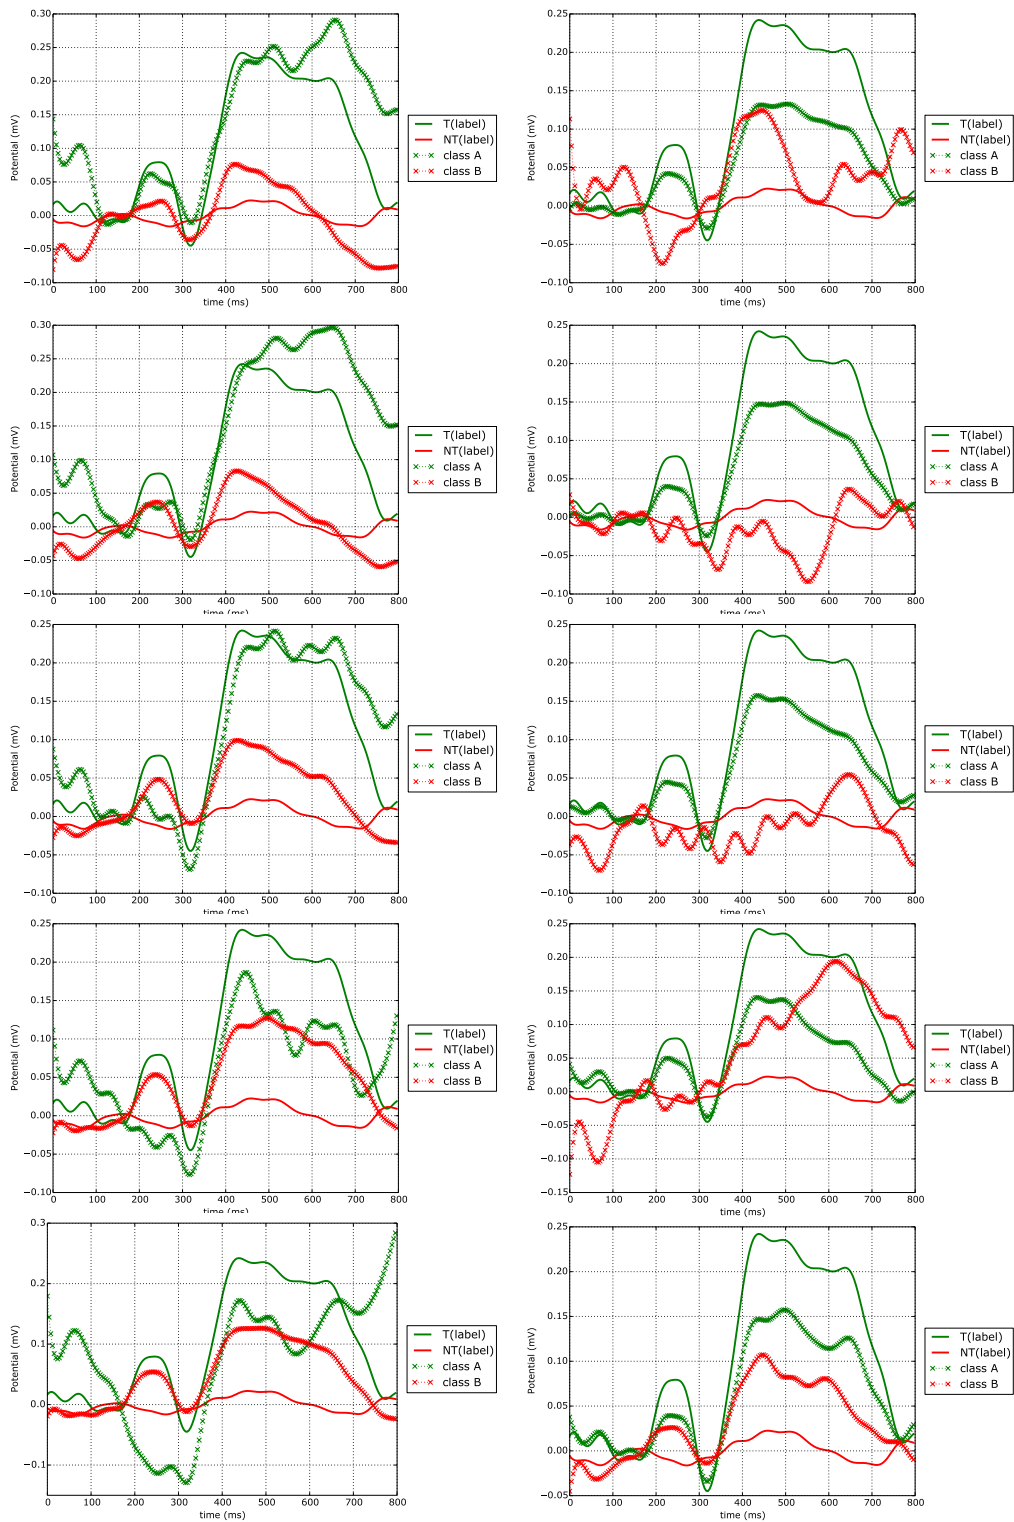 0.30
0.25
0.20
0.15
0.10
0.05
0.00
−0.05
−0.10
Potential (mV)
0 100 200 300 400 500 600 700 800
time (ms)
T(label)
NT(label)
class A
class B
0.25
0.20
0.15
0.10
0.05
0.00
−0.05
−0.10
Potential (mV)
0 100 200 300 400 500 600 700 800
time (ms)
T(label)
NT(label)
class A
class B
0.30
0.25
0.20
0.15
0.10
0.05
0.00
−0.05
−0.10
Potential (mV)
0 100 200 300 400 500 600 700 800
time (ms)
T(label)
NT(label)
class A
class B
0.25
0.20
0.15
0.10
0.05
0.00
−0.05
−0.10
Potential (mV)
0 100 200 300 400 500 600 700 800
time (ms)
T(label)
NT(label)
class A
class B
0.25
0.20
0.15
0.10
0.05
0.00
−0.05
−0.10
Potential (mV)
0 100 200 300 400 500 600 700 800
time (ms)
T(label)
NT(label)
class A
class B
0.25
0.20
0.15
0.10
0.05
0.00
−0.05
−0.10
Potential (mV)
0 100 200 300 400 500 600 700 800
time (ms)
T(label)
NT(label)
class A
class B
0.25
0.20
0.15
0.10
0.05
0.00
−0.05
−0.10
Potential (mV)
0 100 200 300 400 500 600 700 800
time (ms)
T(label)
NT(label)
class A
class B
0.25
0.20
0.15
0.10
0.05
0.00
−0.05
−0.10
−0.15
Potential (mV)
0 100 200 300 400 500 600 700 800
time (ms)
T(label)
NT(label)
class A
class B
0.3
0.2
0.1
0.0
−0.1
Potential (mV)
0 100 200 300 400 500 600 700 800
time (ms)
T(label)
NT(label)
class A
class B
0.25
0.20
0.15
0.10
0.05
0.00
−0.05
Potential (mV)
0 100 200 300 400 500 600 700 800
time (ms)
T(label)
NT(label)
class A
class B